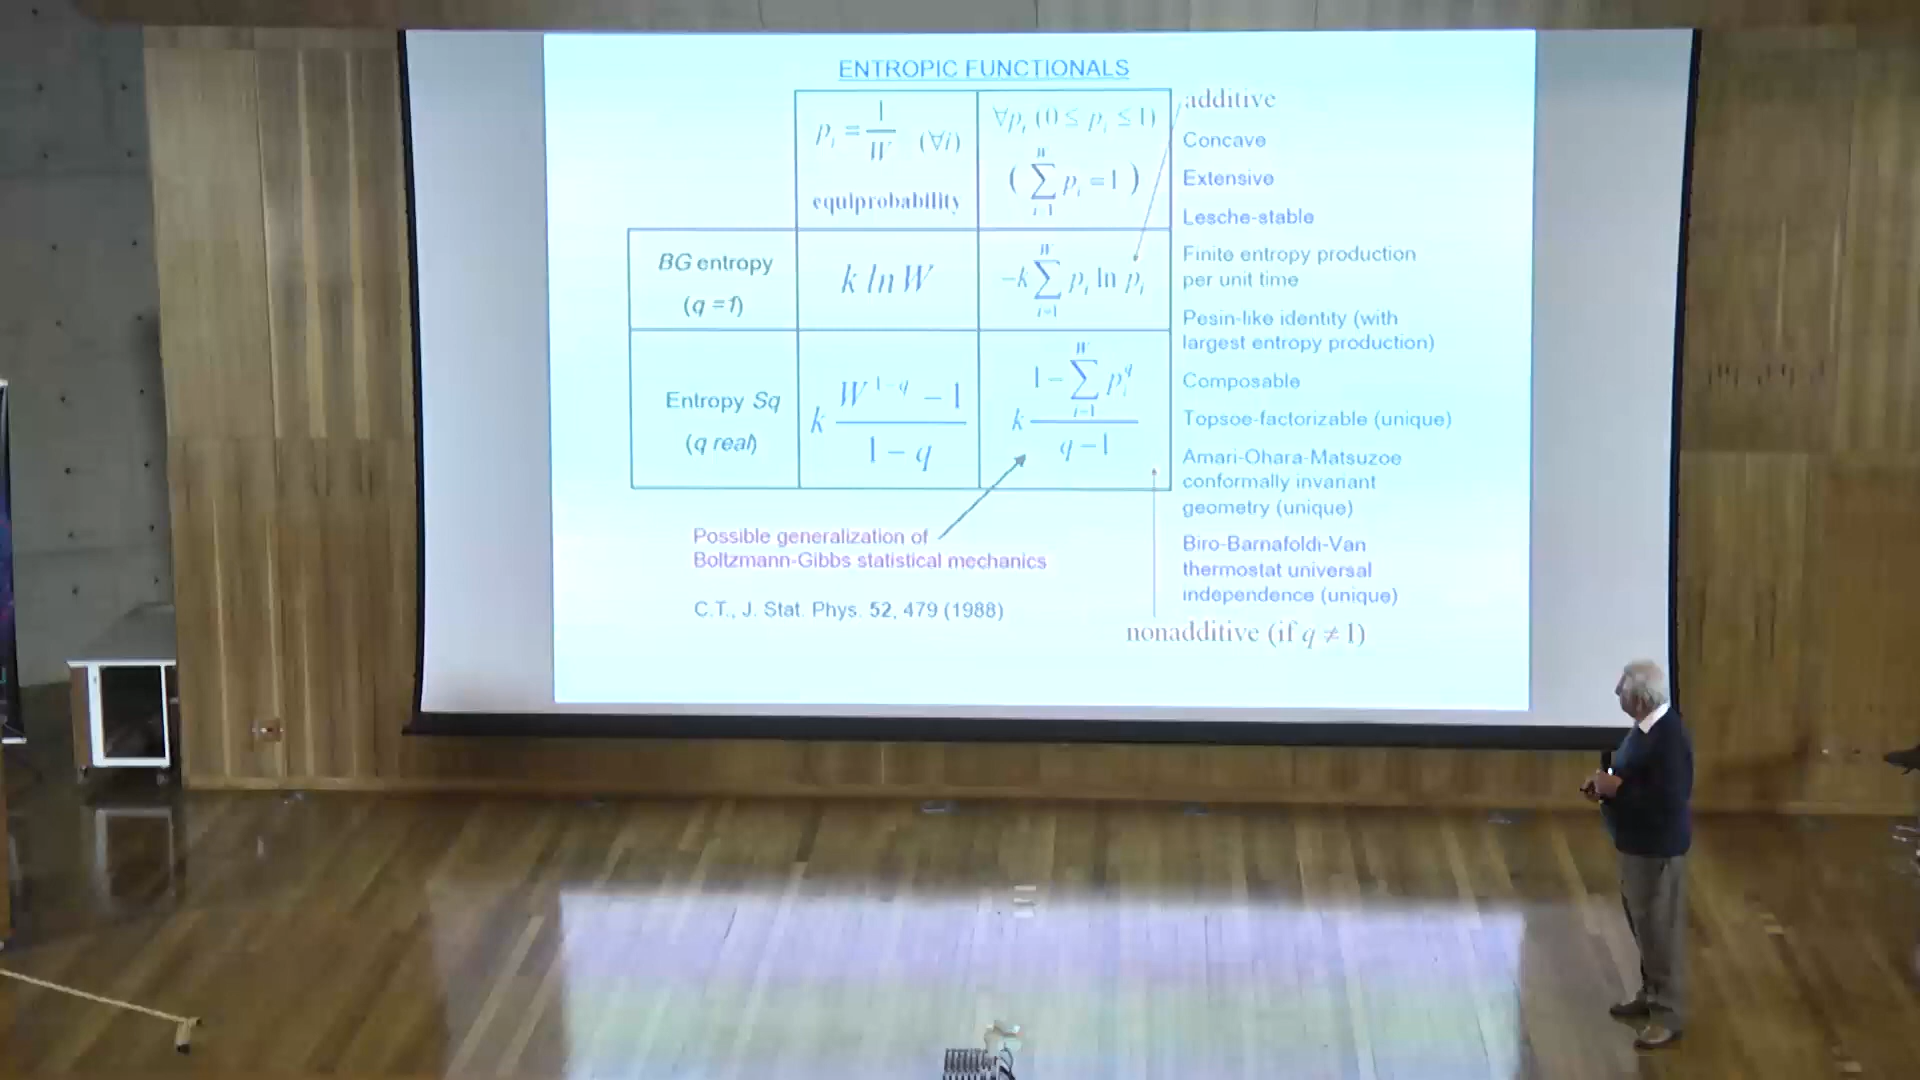 ENTROPIC FUNCTIONALS
p_i = 1/W (∀i)
equiprobability
∀p_i (0 ≤ p_i ≤ 1)
( ∑_{i=1}^{W} p_i = 1 )
BG entropy
(q = 1)
k ln W
−k ∑_{i=1}^{W} p_i ln p_i
Entropy Sq
(q real)
k (W^{1−q} − 1)/(1 − q)
k (1 − ∑_{i=1}^{W} p_i^q)/(q − 1)
Possible generalization of
Boltzmann-Gibbs statistical mechanics
C.T., J. Stat. Phys. 52, 479 (1988)
additive
Concave
Extensive
Lesche-stable
Finite entropy production
per unit time
Pesin-like identity (with
largest entropy production)
Composable
Topsoe-factorizable (unique)
Amari-Ohara-Matsuzoe
conformally invariant
geometry (unique)
Biro-Barnafoldi-Van
thermostat universal
independence (unique)
nonadditive (if q ≠ 1)